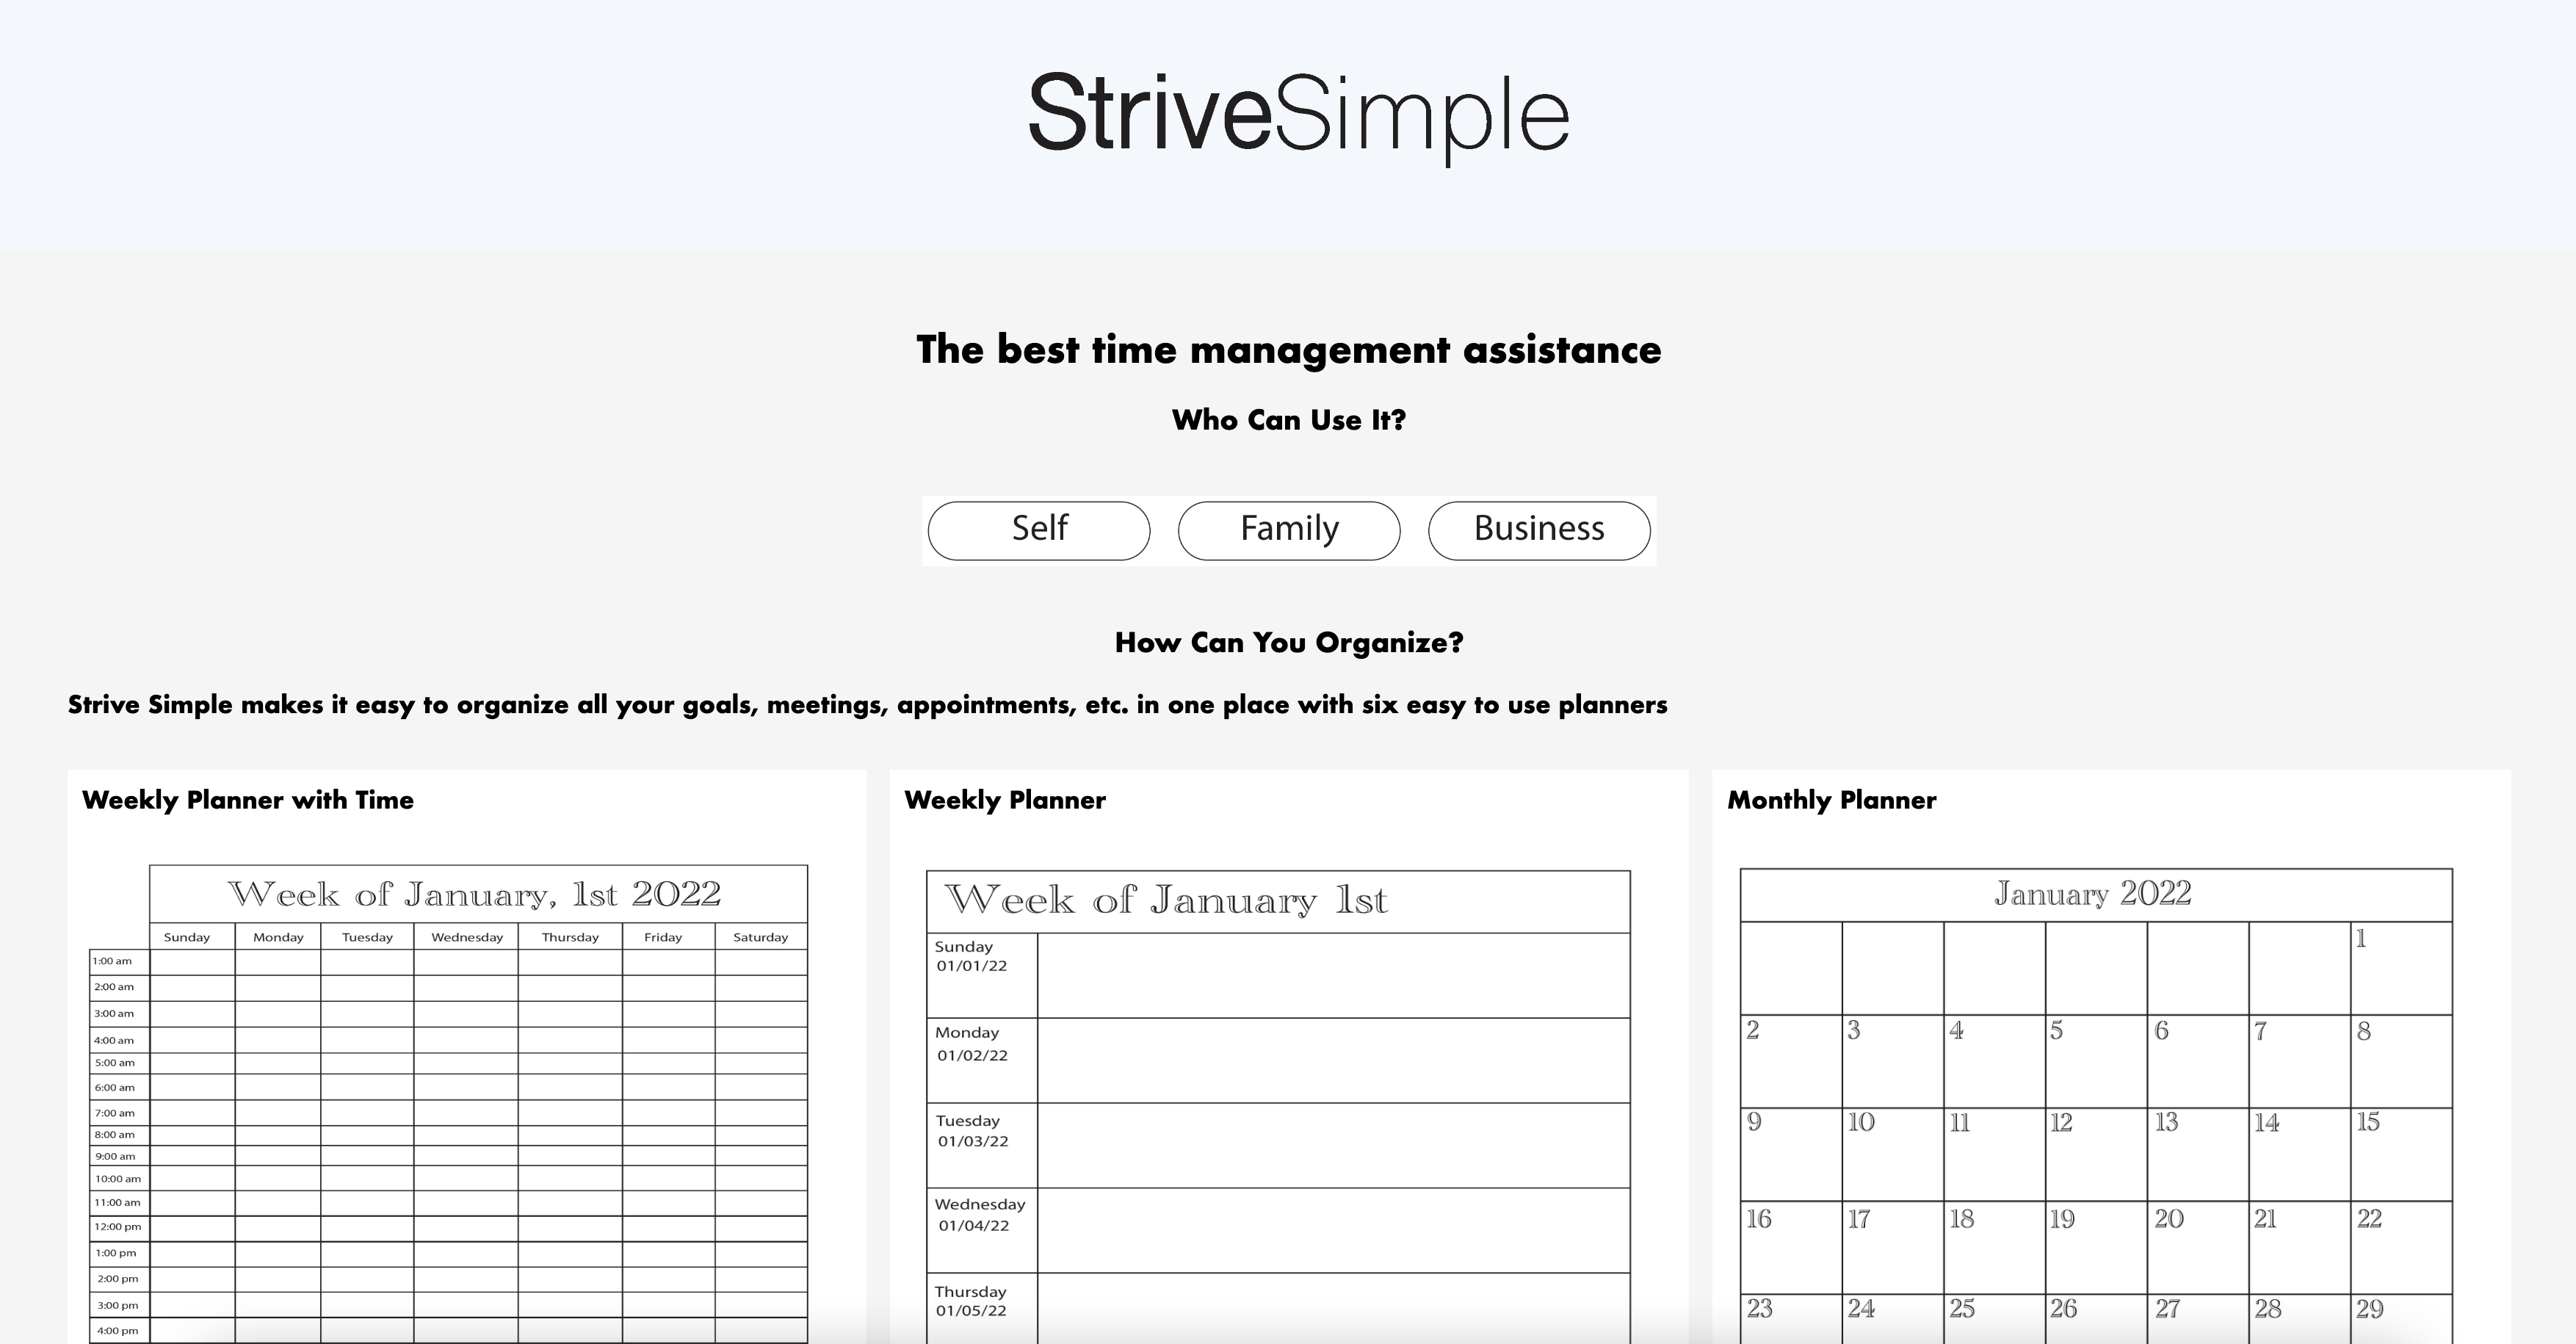 StriveSimple
The best time management assistance
Who Can Use It?
Self Family Business
How Can You Organize?
Strive Simple makes it easy to organize all your goals, meetings, appointments, etc. in one place with six easy to use planners
Weekly Planner with Time
Week of January, 1st 2022
Sunday Monday Tuesday Wednesday Thursday Friday Saturday
1:00 am
2:00 am
3:00 am
4:00 am
5:00 am
6:00 am
7:00 am
8:00 am
9:00 am
10:00 am
11:00 am
12:00 pm
1:00 pm
2:00 pm
3:00 pm
4:00 pm
Weekly Planner
Week of January 1st
Sunday
01/01/22
Monday
01/02/22
Tuesday
01/03/22
Wednesday
01/04/22
Thursday
01/05/22
Monthly Planner
January 2022
1
2 3 4 5 6 7 8
9 10 11 12 13 14 15
16 17 18 19 20 21 22
23 24 25 26 27 28 29